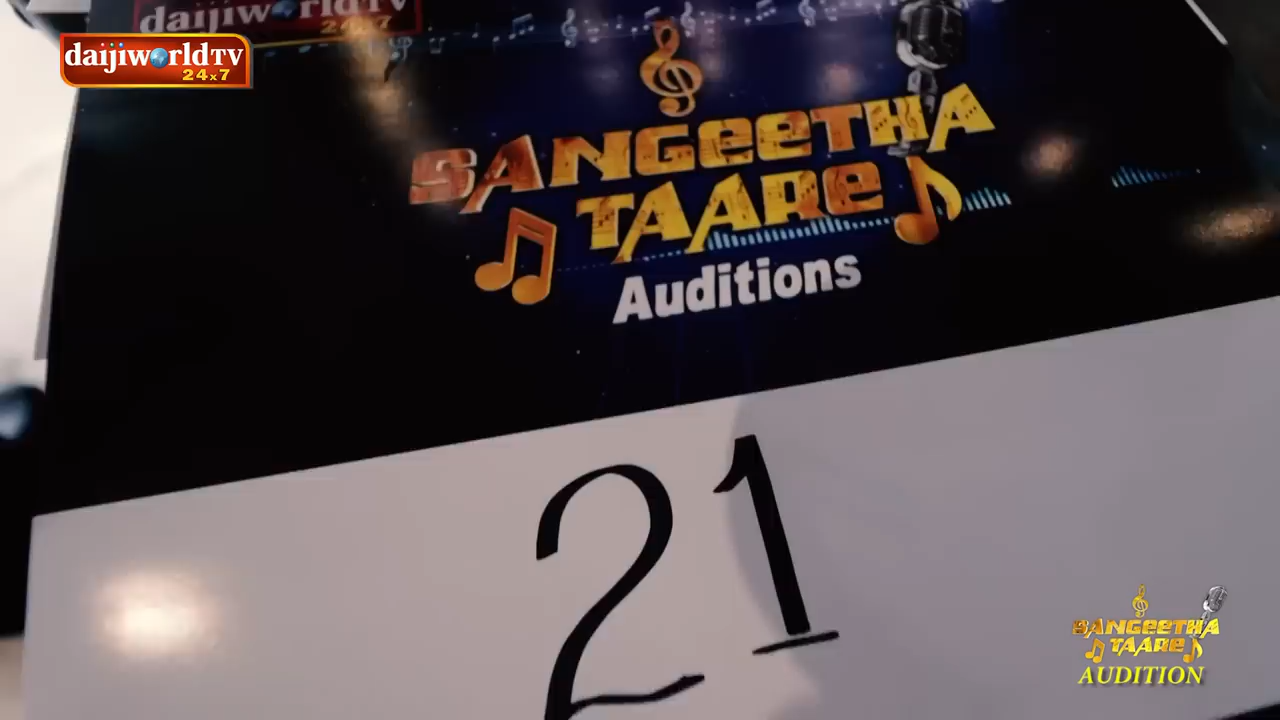 daijiworldTV
24x7
daijiworldTV
24x7
SANGeeTHA
TAARe
Auditions
21
SANGeeTHA
TAARe
AUDITION